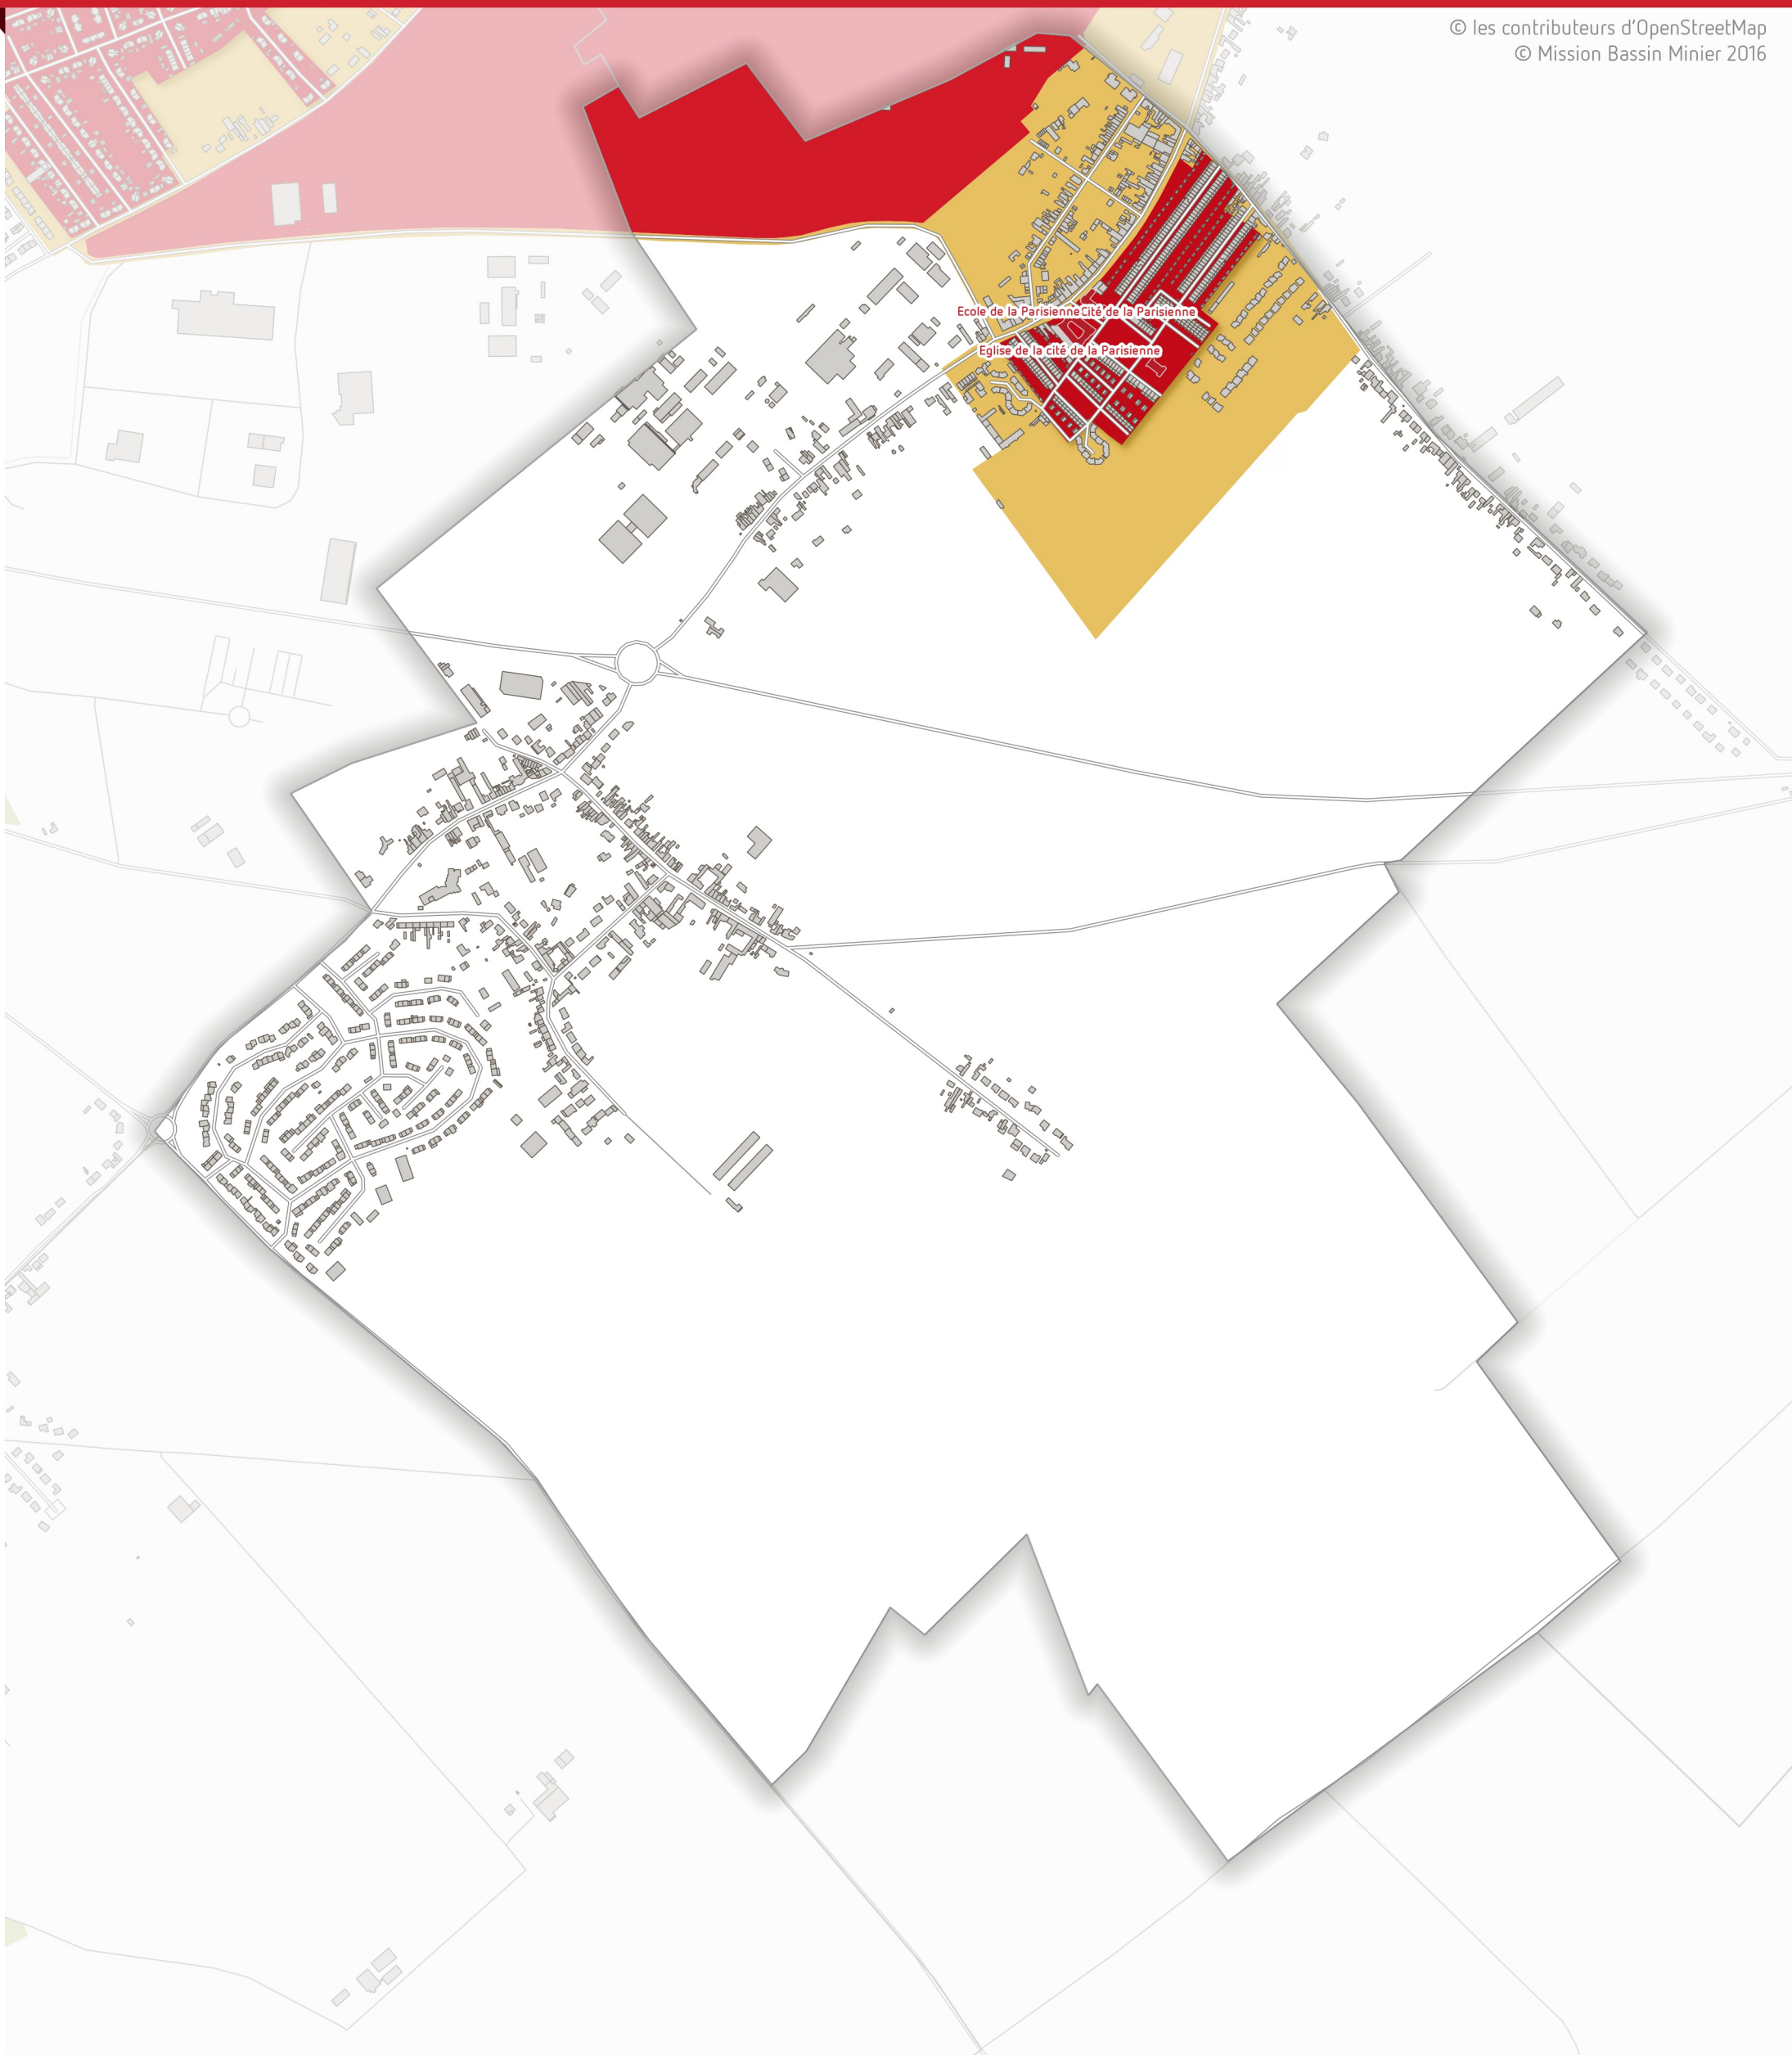 © les contributeurs d'OpenStreetMap
© Mission Bassin Minier 2016
Ecole de la Parisienne
Cité de la Parisienne
Eglise de la cité de la Parisienne